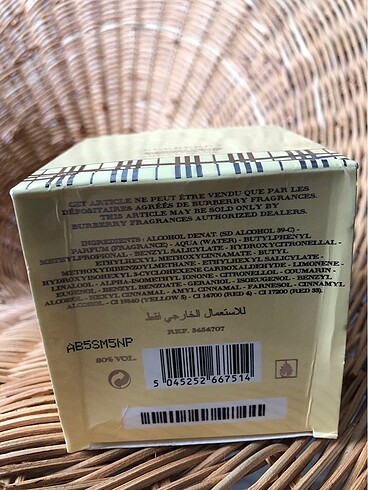 CET ARTICLE NE PEUT ÊTRE VENDU QUE PAR LES
DÉPOSITAIRES AGRÉÉS DE BURBERRY FRAGRANCES.
THIS ARTICLE MAY BE SOLD ONLY BY
BURBERRY FRAGRANCES AUTHORIZED DEALERS.
INGREDIENTS: ALCOHOL DENAT. (SD ALCOHOL 39-C) -
PARFUM (FRAGRANCE) - AQUA (WATER) - BUTYLPHENYL
METHYLPROPIONAL - BENZYL SALICYLATE - HYDROXYCITRONELLAL -
ETHYLHEXYL METHOXYCINNAMATE - BUTYL
METHOXYDIBENZOYLMETHANE - ETHYLHEXYL SALICYLATE -
HYDROXYISOHEXYL 3-CYCLOHEXENE CARBOXALDEHYDE - LIMONENE -
LINALOOL - ALPHA-ISOMETHYL IONONE - CITRONELLOL - COUMARIN -
EUGENOL - BENZYL BENZOATE - GERANIOL - ISOEUGENOL - BENZYL
ALCOHOL - HEXYL CINNAMAL - AMYL CINNAMAL - FARNESOL - CINNAMYL
ALCOHOL - CI 19140 (YELLOW 5) - CI 14700 (RED 4) - CI 17200 (RED 33).
للاستعمال الخارجي فقط
REF. 3454707
AB5SM5NP
80% VOL.
5 045252 667514